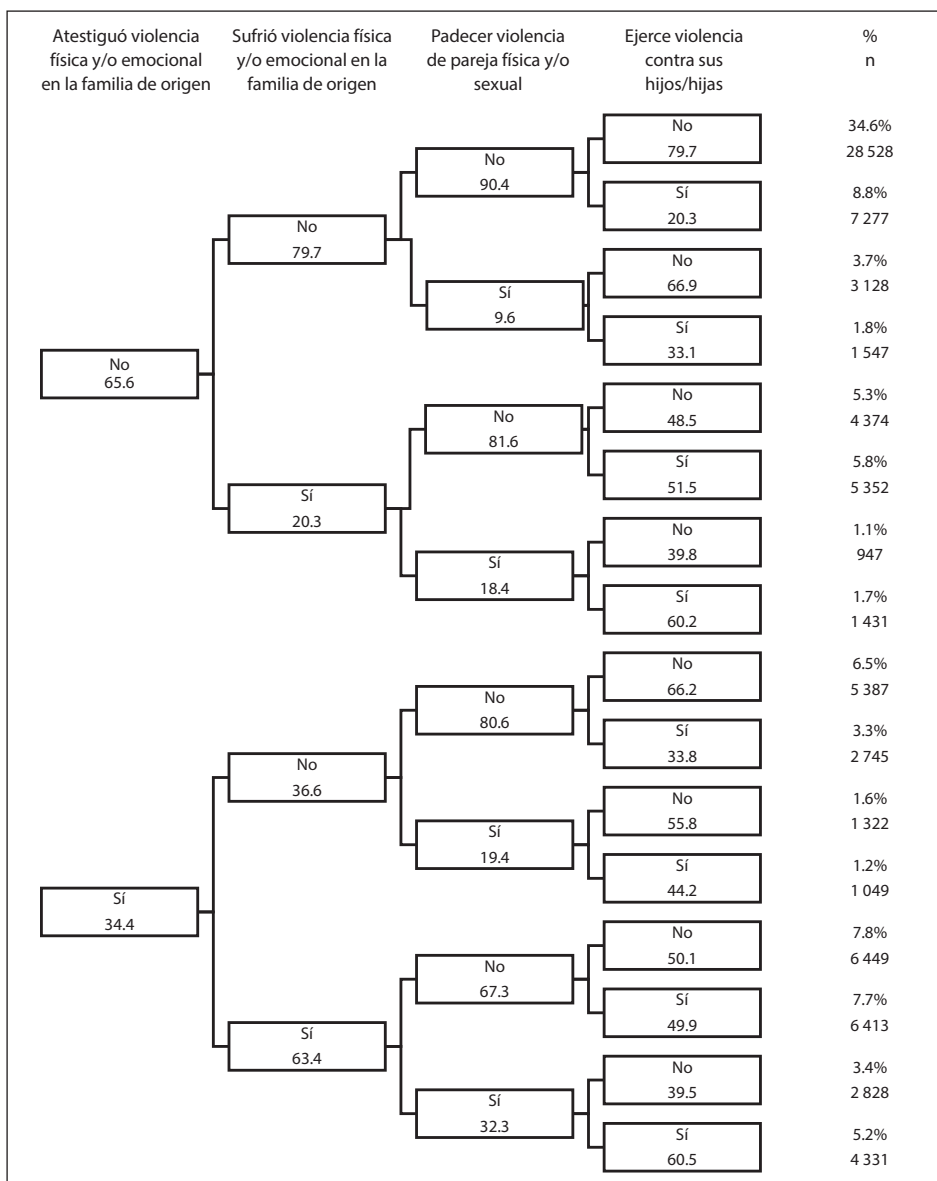 Atestiguó violencia
física y/o emocional
en la familia de origen
Sufrió violencia física
y/o emocional en la
familia de origen
Padecer violencia
de pareja física y/o
sexual
Ejerce violencia
contra sus
hijos/hijas
%
n
No
65.6
No
79.7
No
90.4
No
79.7
34.6%
28 528
Sí
20.3
8.8%
7 277
Sí
9.6
No
66.9
3.7%
3 128
Sí
33.1
1.8%
1 547
Sí
20.3
No
81.6
No
48.5
5.3%
4 374
Sí
51.5
5.8%
5 352
Sí
18.4
No
39.8
1.1%
947
Sí
60.2
1.7%
1 431
Sí
34.4
No
36.6
No
80.6
No
66.2
6.5%
5 387
Sí
33.8
3.3%
2 745
Sí
19.4
No
55.8
1.6%
1 322
Sí
44.2
1.2%
1 049
Sí
63.4
No
67.3
No
50.1
7.8%
6 449
Sí
49.9
7.7%
6 413
Sí
32.3
No
39.5
3.4%
2 828
Sí
60.5
5.2%
4 331